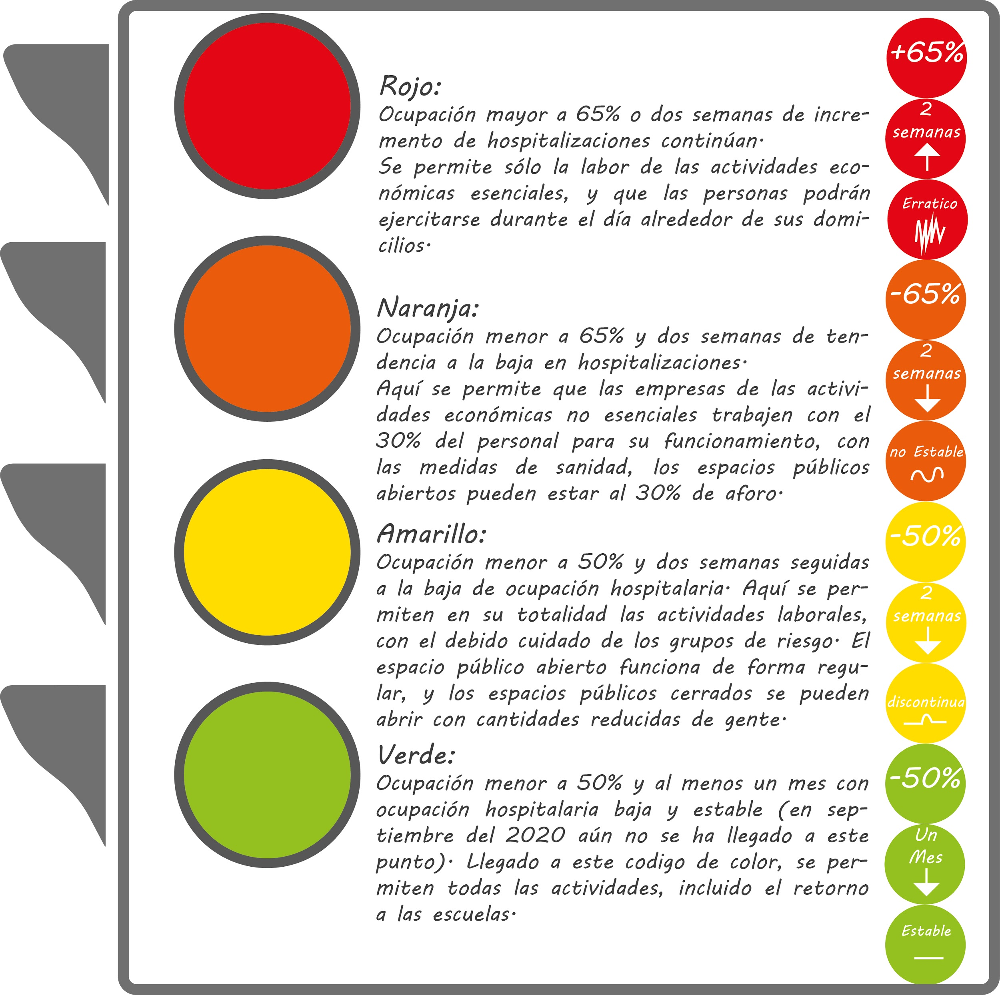 Rojo:
Ocupación mayor a 65% o dos semanas de incre-
mento de hospitalizaciones continúan.
Se permite sólo la labor de las actividades eco-
nómicas esenciales, y que las personas podrán
ejercitarse durante el día alrededor de sus domi-
cilios.
Naranja:
Ocupación menor a 65% y dos semanas de ten-
dencia a la baja en hospitalizaciones.
Aquí se permite que las empresas de las activi-
dades económicas no esenciales trabajen con el
30% del personal para su funcionamiento, con
las medidas de sanidad, los espacios públicos
abiertos pueden estar al 30% de aforo.
Amarillo:
Ocupación menor a 50% y dos semanas seguidas
a la baja de ocupación hospitalaria. Aquí se per-
miten en su totalidad las actividades laborales,
con el debido cuidado de los grupos de riesgo. El
espacio público abierto funciona de forma regu-
lar, y los espacios públicos cerrados se pueden
abrir con cantidades reducidas de gente.
Verde:
Ocupación menor a 50% y al menos un mes con
ocupación hospitalaria baja y estable (en sep-
tiembre del 2020 aún no se ha llegado a este
punto). Llegado a este codigo de color, se per-
miten todas las actividades, incluido el retorno
a las escuelas.
+65%
2
semanas
Erratico
-65%
2
semanas
no Estable
-50%
2
semanas
discontinua
-50%
Un
Mes
Estable